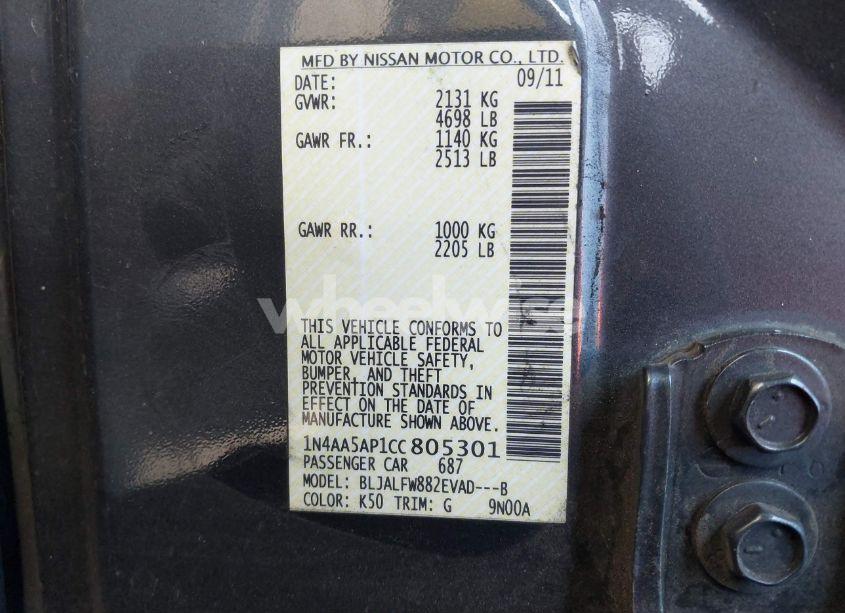 MFD BY NISSAN MOTOR CO., LTD.
DATE: 09/11
GVWR: 2131 KG
4698 LB
GAWR FR.: 1140 KG
2513 LB
GAWR RR.: 1000 KG
2205 LB
wheelwise
THIS VEHICLE CONFORMS TO
ALL APPLICABLE FEDERAL
MOTOR VEHICLE SAFETY,
BUMPER, AND THEFT
PREVENTION STANDARDS IN
EFFECT ON THE DATE OF
MANUFACTURE SHOWN ABOVE.
1N4AA5AP1CC805301
PASSENGER CAR 687
MODEL: BLJALFW882EVAD---B
COLOR: K50 TRIM: G 9N00A